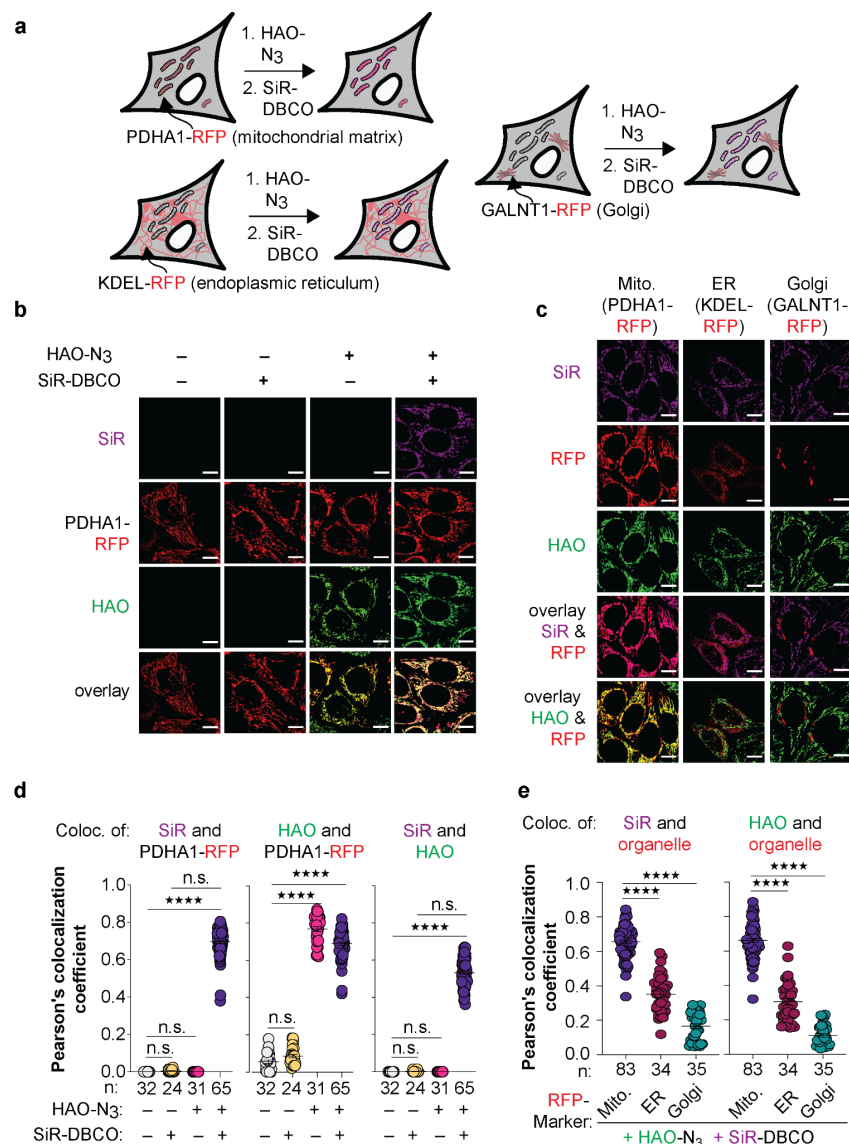 a
1. HAO-
N3
2. SiR-
DBCO
PDHA1-RFP (mitochondrial matrix)
1. HAO-
N3
2. SiR-
DBCO
KDEL-RFP (endoplasmic reticulum)
1. HAO-
N3
2. SiR-
DBCO
GALNT1-RFP (Golgi)
b
HAO-N3 – – + +
SiR-DBCO – + – +
SiR
PDHA1-
RFP
HAO
overlay
c
Mito. ER Golgi
(PDHA1- (KDEL- (GALNT1-
RFP) RFP) RFP)
SiR
RFP
HAO
overlay
SiR &
RFP
overlay
HAO &
RFP
d
Coloc. of: SiR and HAO and SiR and
PDHA1-RFP PDHA1-RFP HAO
Pearson's colocalization
coefficient
1.0
0.8
0.6
0.4
0.2
0.0
n.s.
★★★★
n.s.
n.s.
★★★★
★★★★
n.s.
n.s.
★★★★
n.s.
n.s.
n:
32 24 31 65 32 24 31 65 32 24 31 65
HAO-N3: – – + + – – + + – – + +
SiR-DBCO: – + – + – + – + – + – +
e
Coloc. of: SiR and HAO and
organelle organelle
Pearson's colocalization
coefficient
1.0
0.8
0.6
0.4
0.2
0.0
★★★★
★★★★
★★★★
★★★★
n:
83 34 35 83 34 35
RFP-
Marker:
Mito. ER Golgi Mito. ER Golgi
+ HAO-N3 + SiR-DBCO